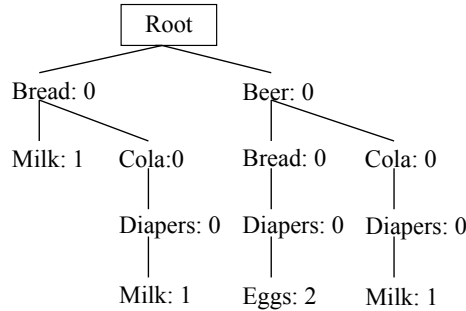 Root
Bread: 0 Beer: 0
Milk: 1 Cola:0 Bread: 0 Cola: 0
Diapers: 0 Diapers: 0 Diapers: 0
Milk: 1 Eggs: 2 Milk: 1